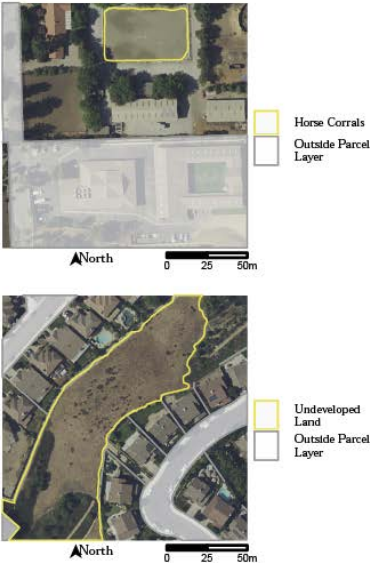 Horse Corrals
Outside Parcel
Layer
North
0 25 50m
Undeveloped
Land
Outside Parcel
Layer
North
0 25 50m